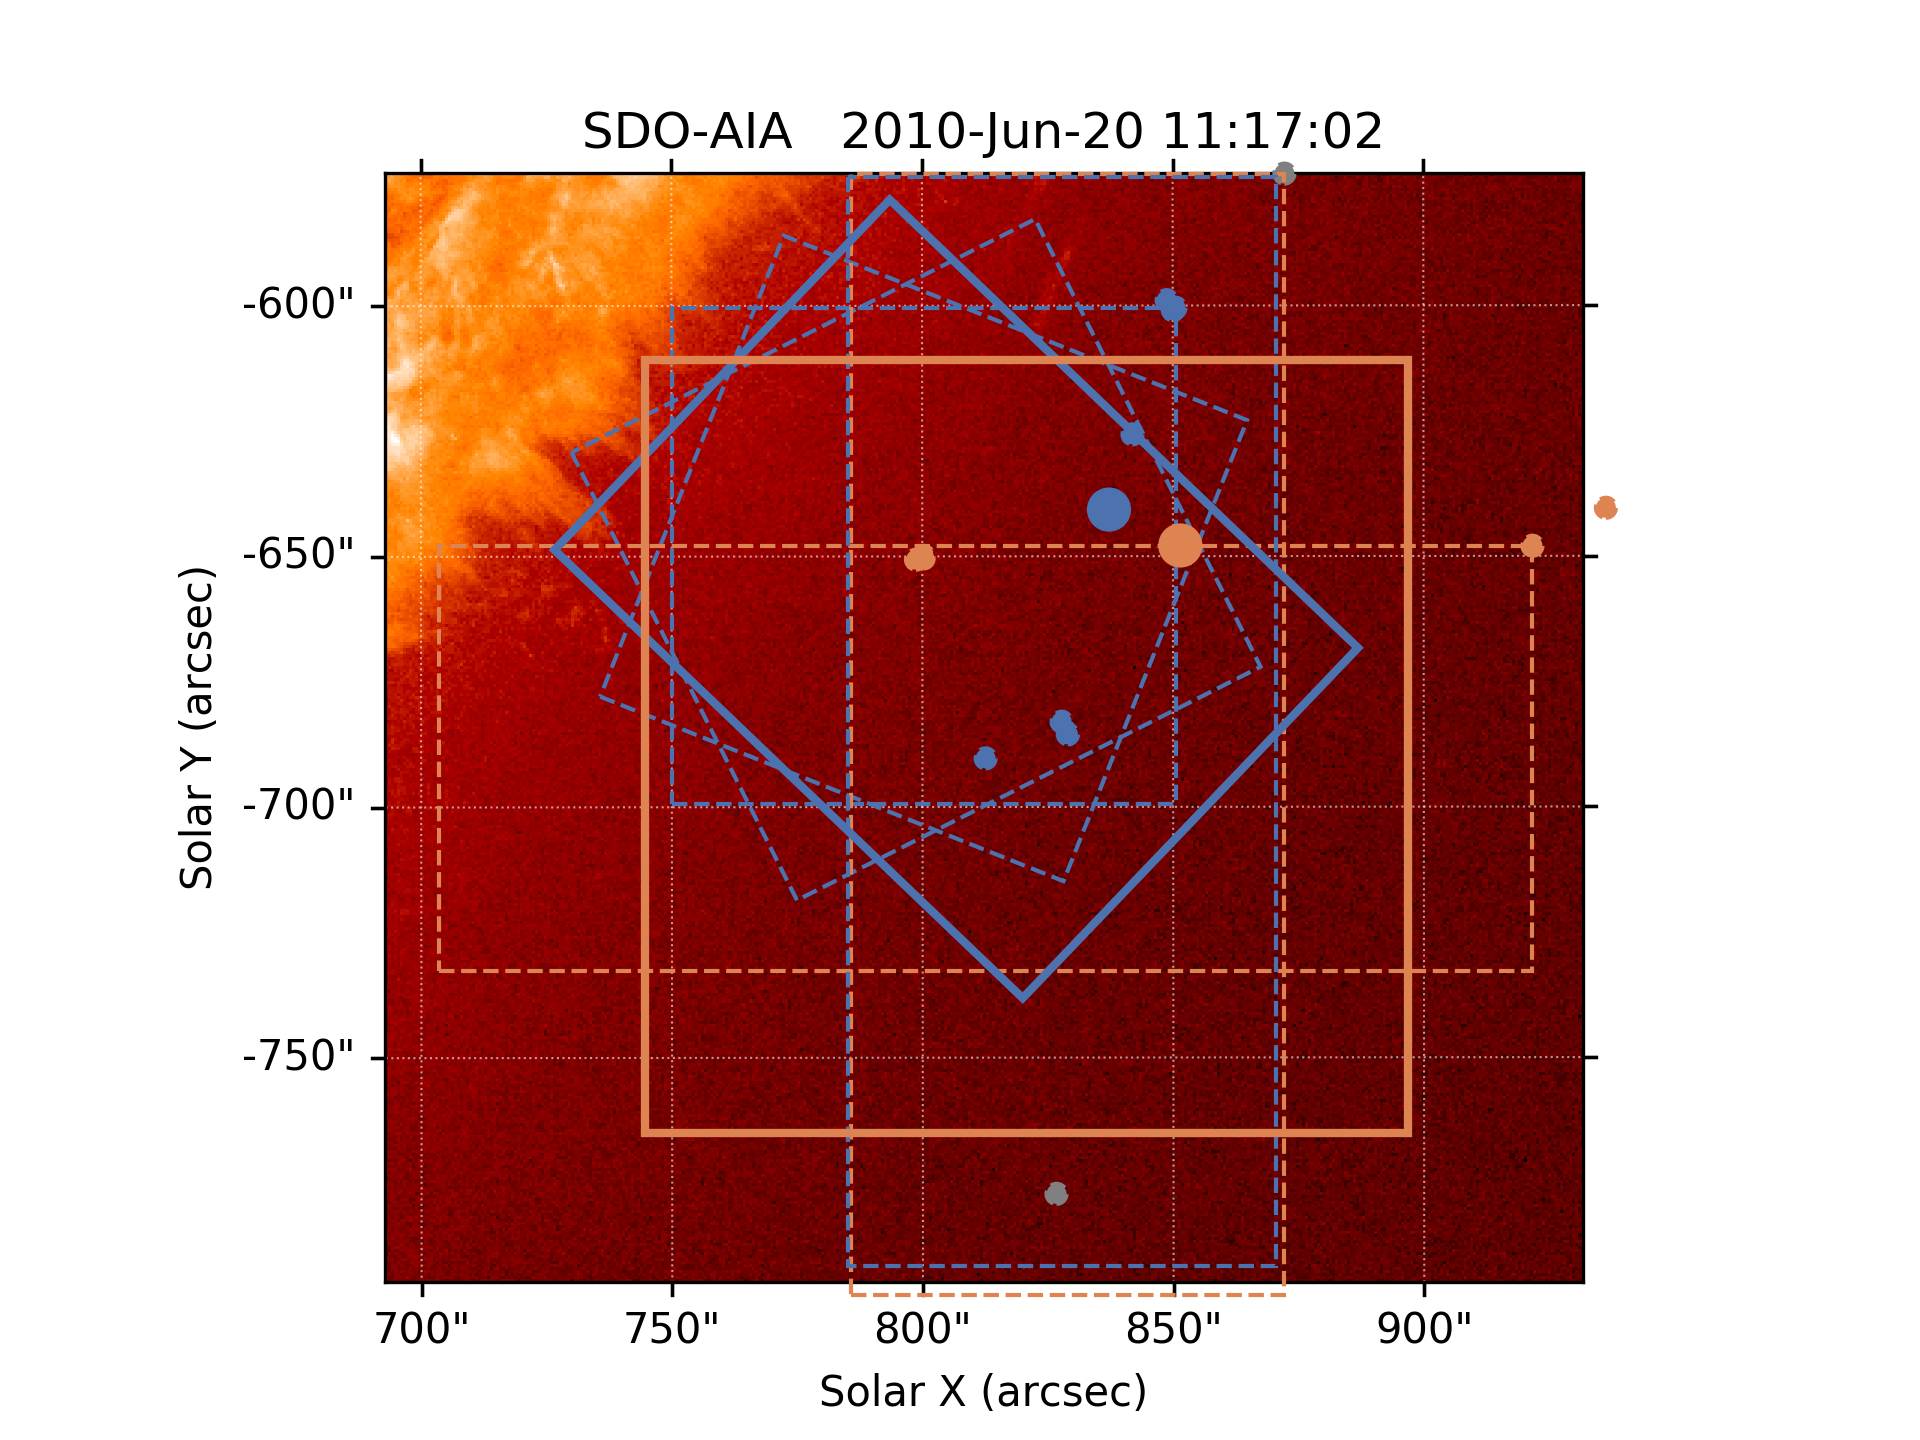 SDO-AIA   2010-Jun-20 11:17:02
-600"
-650"
-700"
-750"
Solar Y (arcsec)
700" 750" 800" 850" 900"
Solar X (arcsec)